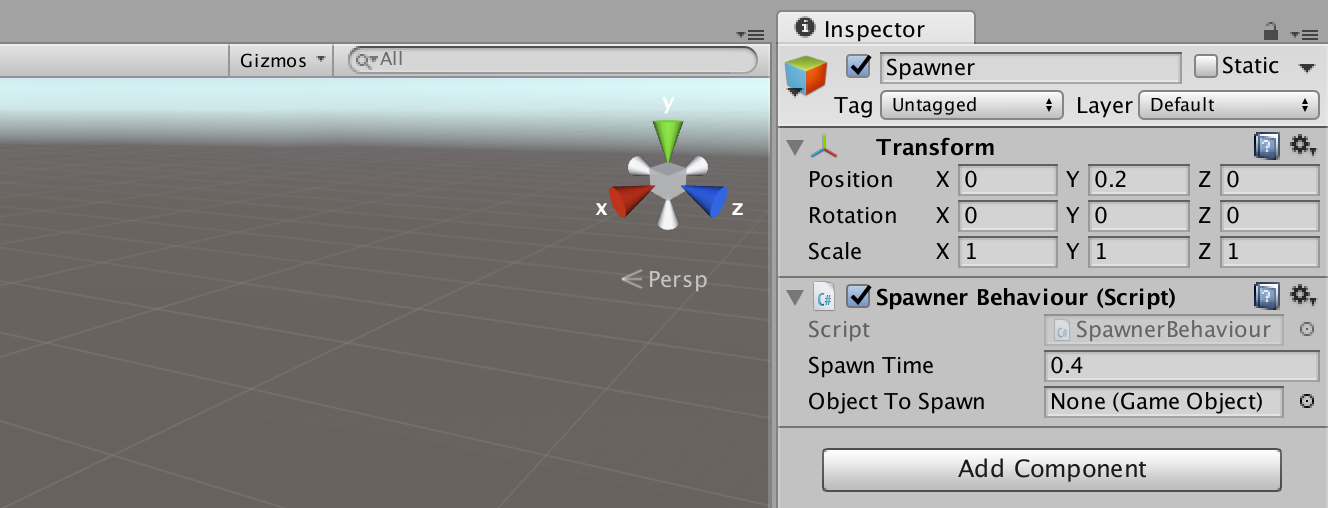 Gizmos
All
y
x
z
Persp
Inspector
Spawner
Static
Tag Untagged Layer Default
Transform
Position X 0 Y 0.2 Z 0
Rotation X 0 Y 0 Z 0
Scale X 1 Y 1 Z 1
C# Spawner Behaviour (Script)
Script C# SpawnerBehaviour
Spawn Time 0.4
Object To Spawn None (Game Object)
Add Component